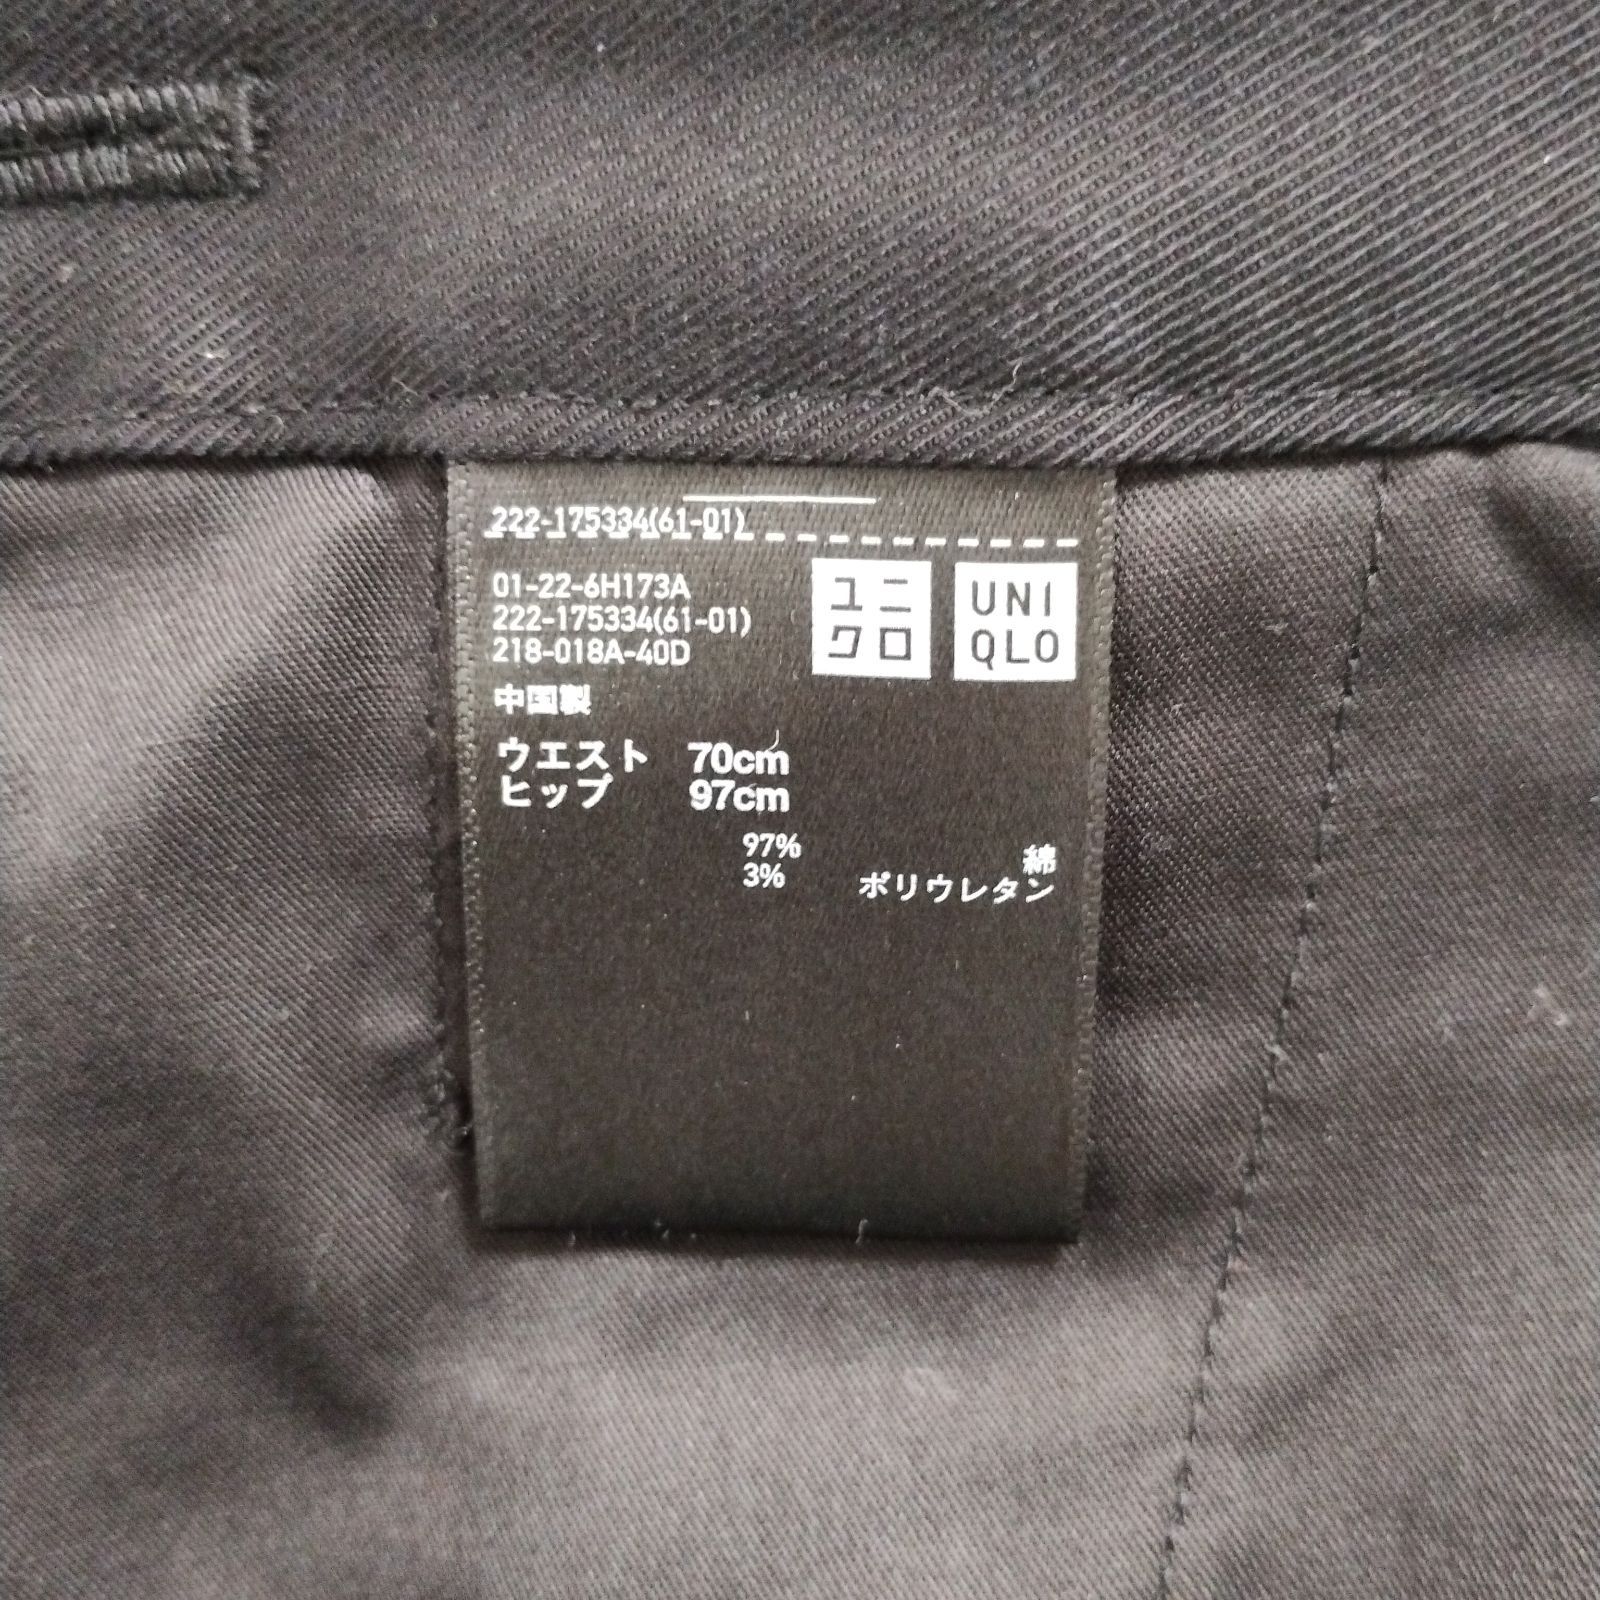 222-175334(61-01)
01-22-6H173A
222-175334(61-01)
218-018A-40D
ユニ
クロ
UNI
QLO
中国製
ウエスト 70cm
ヒップ 97cm
97% 綿
3% ポリウレタン